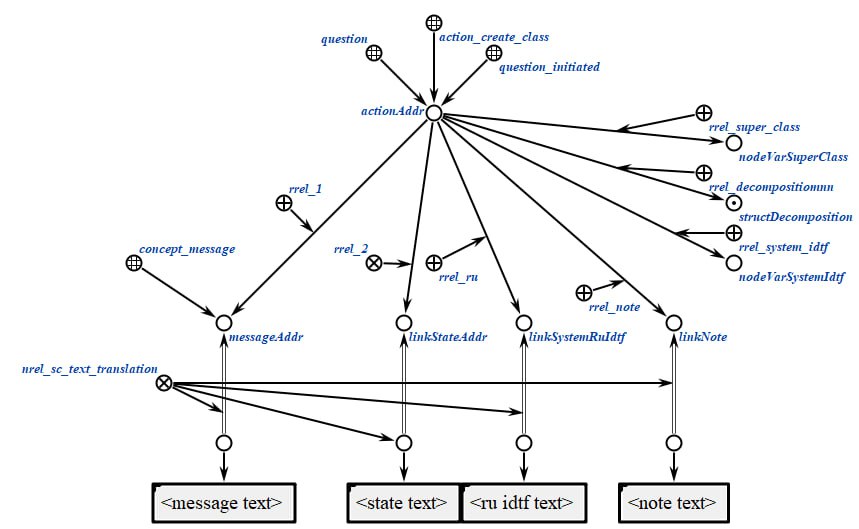 action_create_class
question
question_initiated
actionAddr
rrel_super_class
nodeVarSuperClass
rrel_decompositionnn
rrel_1
structDecomposition
concept_message
rrel_2
rrel_system_idtf
rrel_ru
nodeVarSystemIdtf
rrel_note
messageAddr
linkStateAddr
linkSystemRuIdtf
linkNote
nrel_sc_text_translation
<message text>
<state text>
<ru idtf text>
<note text>